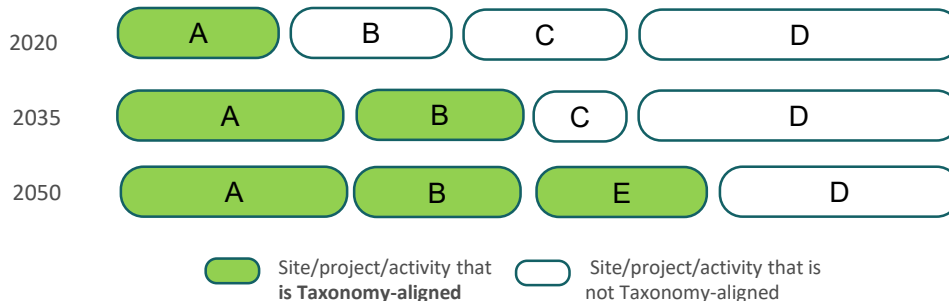 2020 A B C D
2035 A B C D
2050 A B E D
Site/project/activity that Site/project/activity that is
is Taxonomy-aligned not Taxonomy-aligned